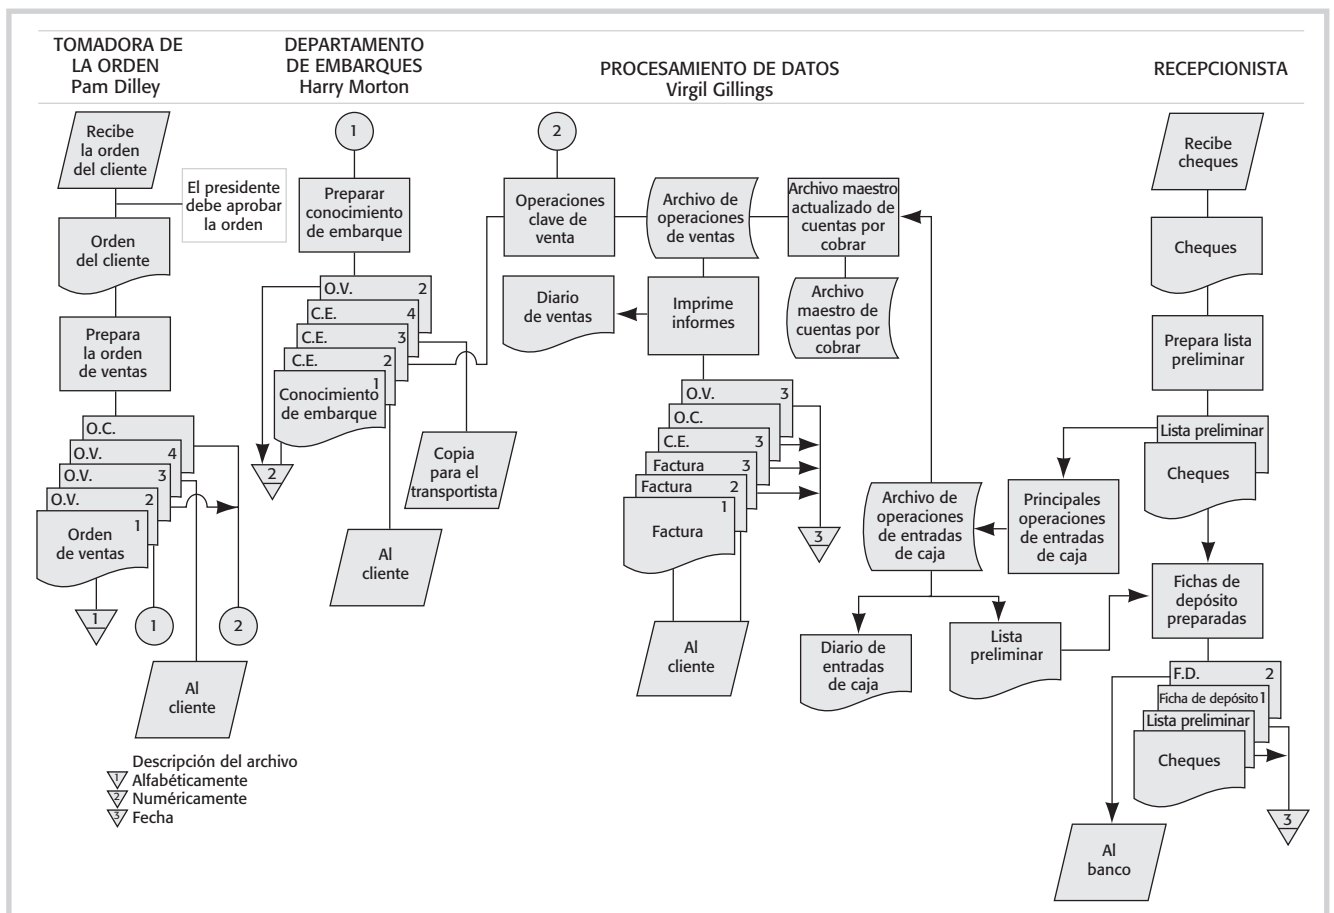 TOMADORA DE
LA ORDEN
Pam Dilley
DEPARTAMENTO
DE EMBARQUES
Harry Morton
PROCESAMIENTO DE DATOS
Virgil Gillings
RECEPCIONISTA
Recibe
la orden
del cliente
El presidente
debe aprobar
la orden
Orden
del cliente
Prepara
la orden
de ventas
O.C.
O.V. 4
O.V. 3
O.V. 2
1
Orden
de ventas
1
1
2
Al
cliente
Descripción del archivo
1 Alfabéticamente
2 Numéricamente
3 Fecha
1
Preparar
conocimiento
de embarque
O.V. 2
C.E. 4
C.E. 3
C.E. 2
1
Conocimiento
de embarque
2
Copia
para el
transportista
Al
cliente
2
Operaciones
clave de
venta
Archivo de
operaciones
de ventas
Archivo maestro
actualizado de
cuentas por
cobrar
Diario
de ventas
Imprime
informes
Archivo
maestro de
cuentas por
cobrar
O.V. 3
O.C.
C.E. 3
Factura 3
Factura 2
1
Factura
3
Al
cliente
Archivo de
operaciones
de entradas
de caja
Principales
operaciones
de entradas
de caja
Diario de
entradas
de caja
Lista
preliminar
Recibe
cheques
Cheques
Prepara lista
preliminar
Lista preliminar
Cheques
Fichas de
depósito
preparadas
F.D. 2
Ficha de depósito 1
Lista preliminar
Cheques
3
Al
banco